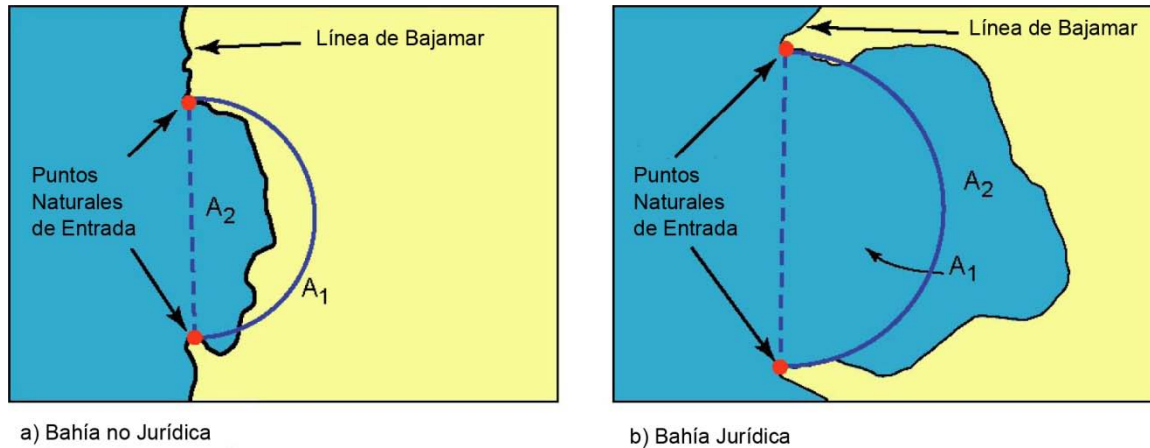 Línea de Bajamar
Puntos
Naturales
de Entrada
A2
A1
a) Bahía no Jurídica
Línea de Bajamar
Puntos
Naturales
de Entrada
A2
A1
b) Bahía Jurídica